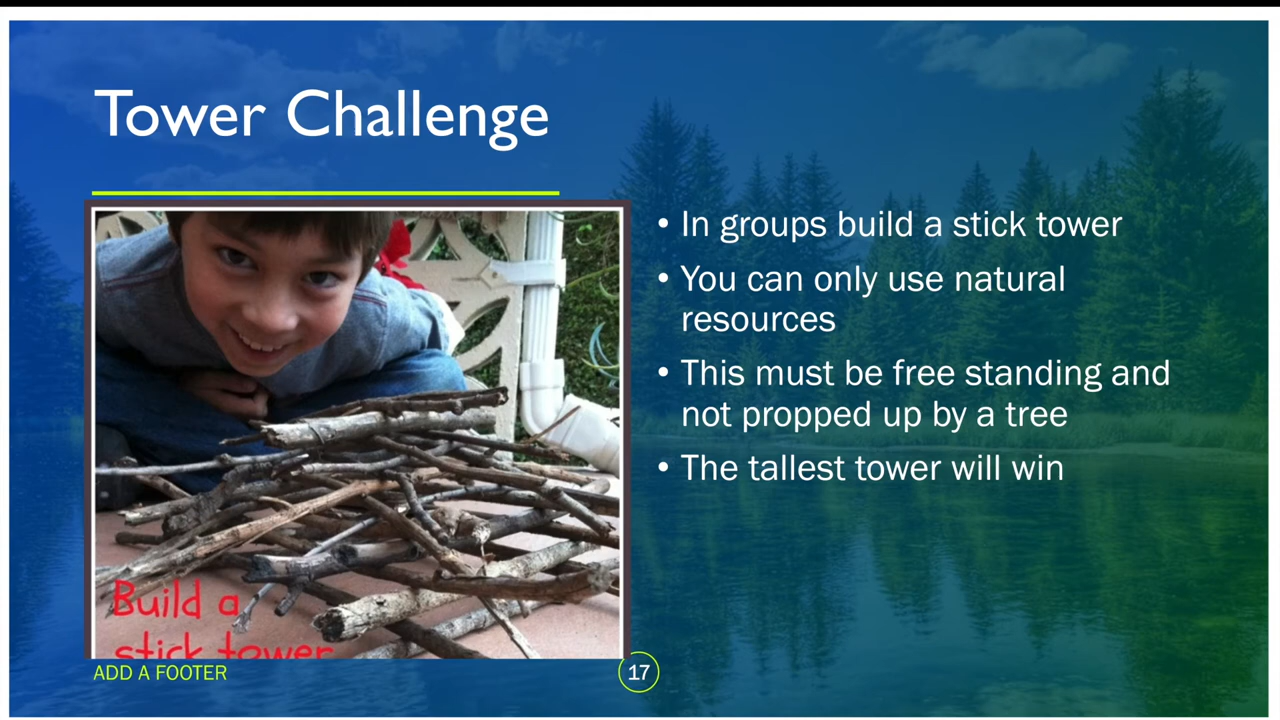 Tower Challenge
• In groups build a stick tower
• You can only use natural
resources
• This must be free standing and
not propped up by a tree
• The tallest tower will win
Build a
stick tower
ADD A FOOTER
17